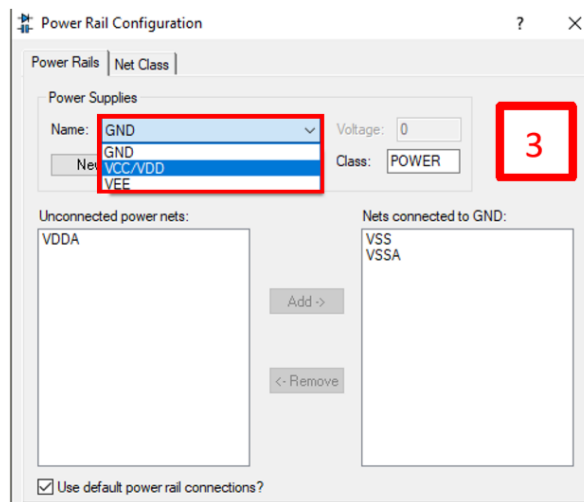 Power Rail Configuration ? ×
Power Rails Net Class
Power Supplies
Name: GND Voltage: 0
GND
VCC/VDD
VEE
Class: POWER
3
Unconnected power nets: Nets connected to GND:
VDDA
VSS
VSSA
Add ->
<- Remove
Use default power rail connections?